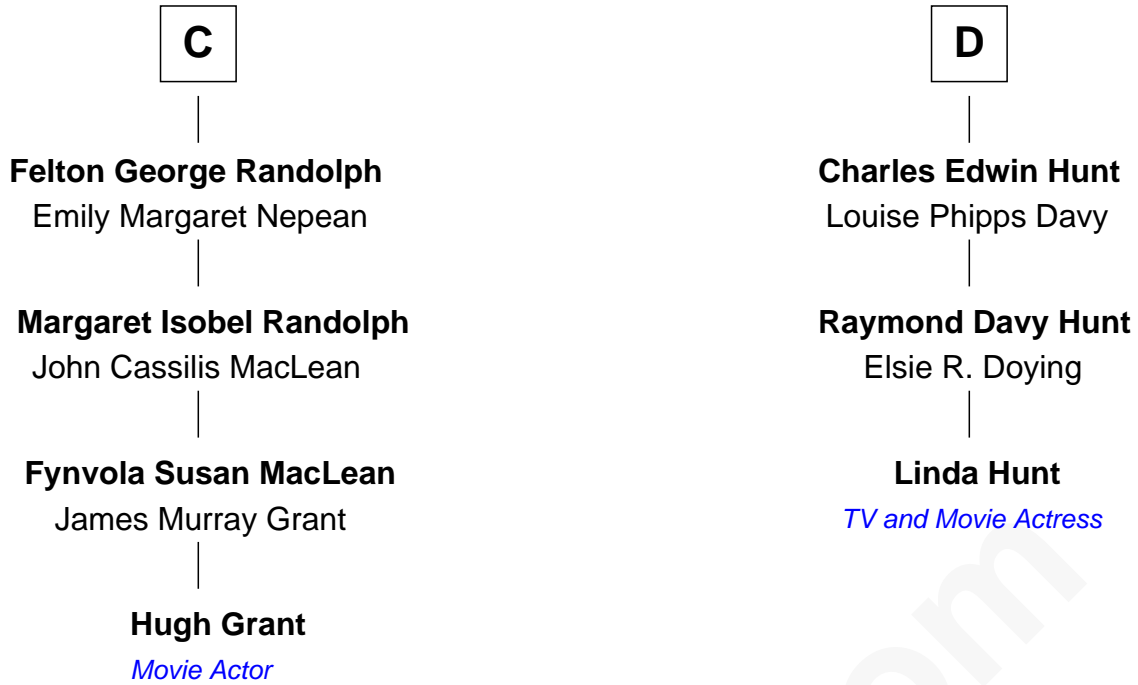 C
Felton George Randolph
Emily Margaret Nepean
Margaret Isobel Randolph
John Cassilis MacLean
Fynvola Susan MacLean
James Murray Grant
Hugh Grant
Movie Actor
D
Charles Edwin Hunt
Louise Phipps Davy
Raymond Davy Hunt
Elsie R. Doying
Linda Hunt
TV and Movie Actress
om